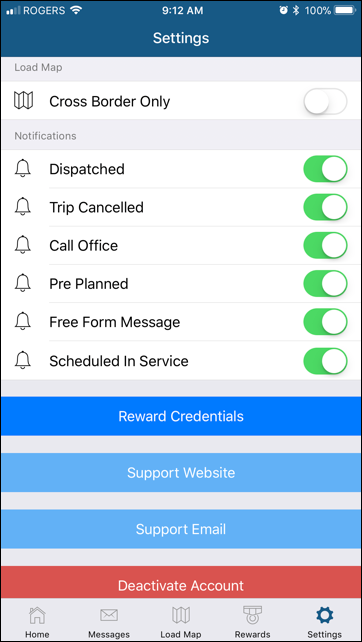 ROGERS 9:12 AM 100%
Settings
Load Map
Cross Border Only
Notifications
Dispatched
Trip Cancelled
Call Office
Pre Planned
Free Form Message
Scheduled In Service
Reward Credentials
Support Website
Support Email
Deactivate Account
Home Messages Load Map Rewards Settings